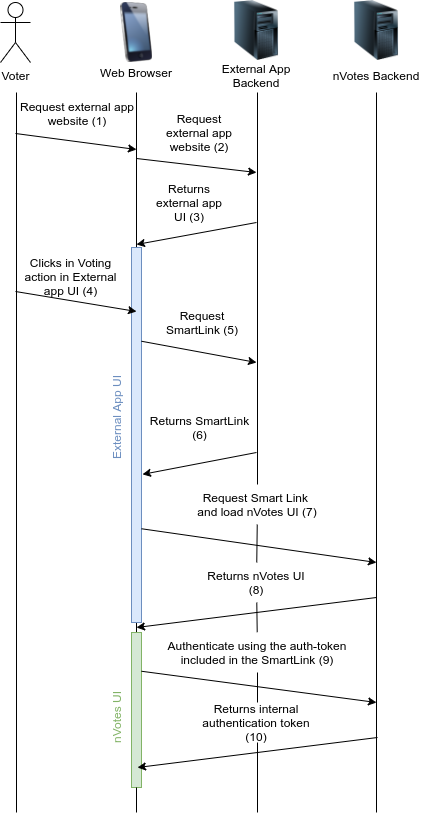 Voter
Web Browser
External App
Backend
nVotes Backend
Request external app
website (1)
Request
external app
website (2)
Returns
external app
UI (3)
Clicks in Voting
action in External
app UI (4)
Request
SmartLink (5)
External App UI
Returns SmartLink
(6)
Request Smart Link
and load nVotes UI (7)
Returns nVotes UI
(8)
Authenticate using the auth-token
included in the SmartLink (9)
nVotes UI
Returns internal
authentication token
(10)